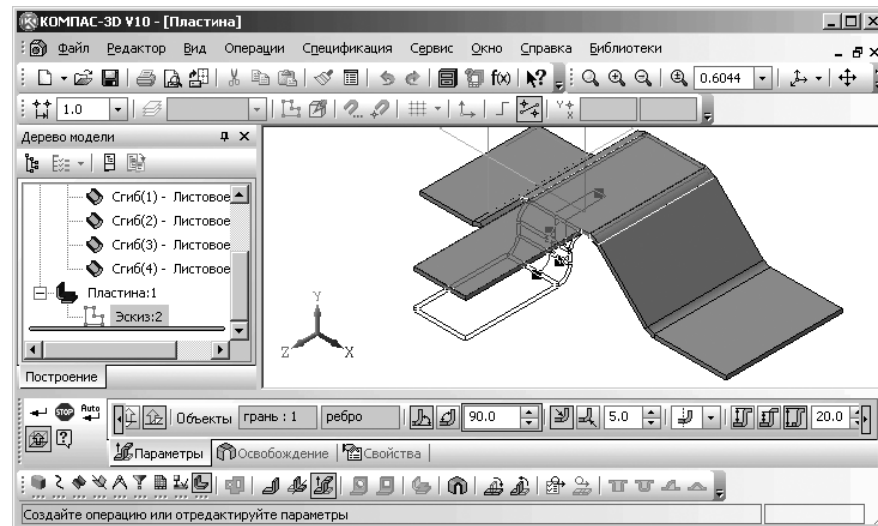 КОМПАС-3D V10 - [Пластина]
Файл Редактор Вид Операции Спецификация Сервис Окно Справка Библиотеки
f(x) 0.6044
1.0
Дерево модели
Сгиб(1) - Листовое
Сгиб(2) - Листовое
Сгиб(3) - Листовое
Сгиб(4) - Листовое
Пластина:1
Эскиз:2
Y
Z X
Построение
STOP Auto Объекты грань : 1 ребро 90.0 5.0 20.0
Параметры Освобождение Свойства
Создайте операцию или отредактируйте параметры